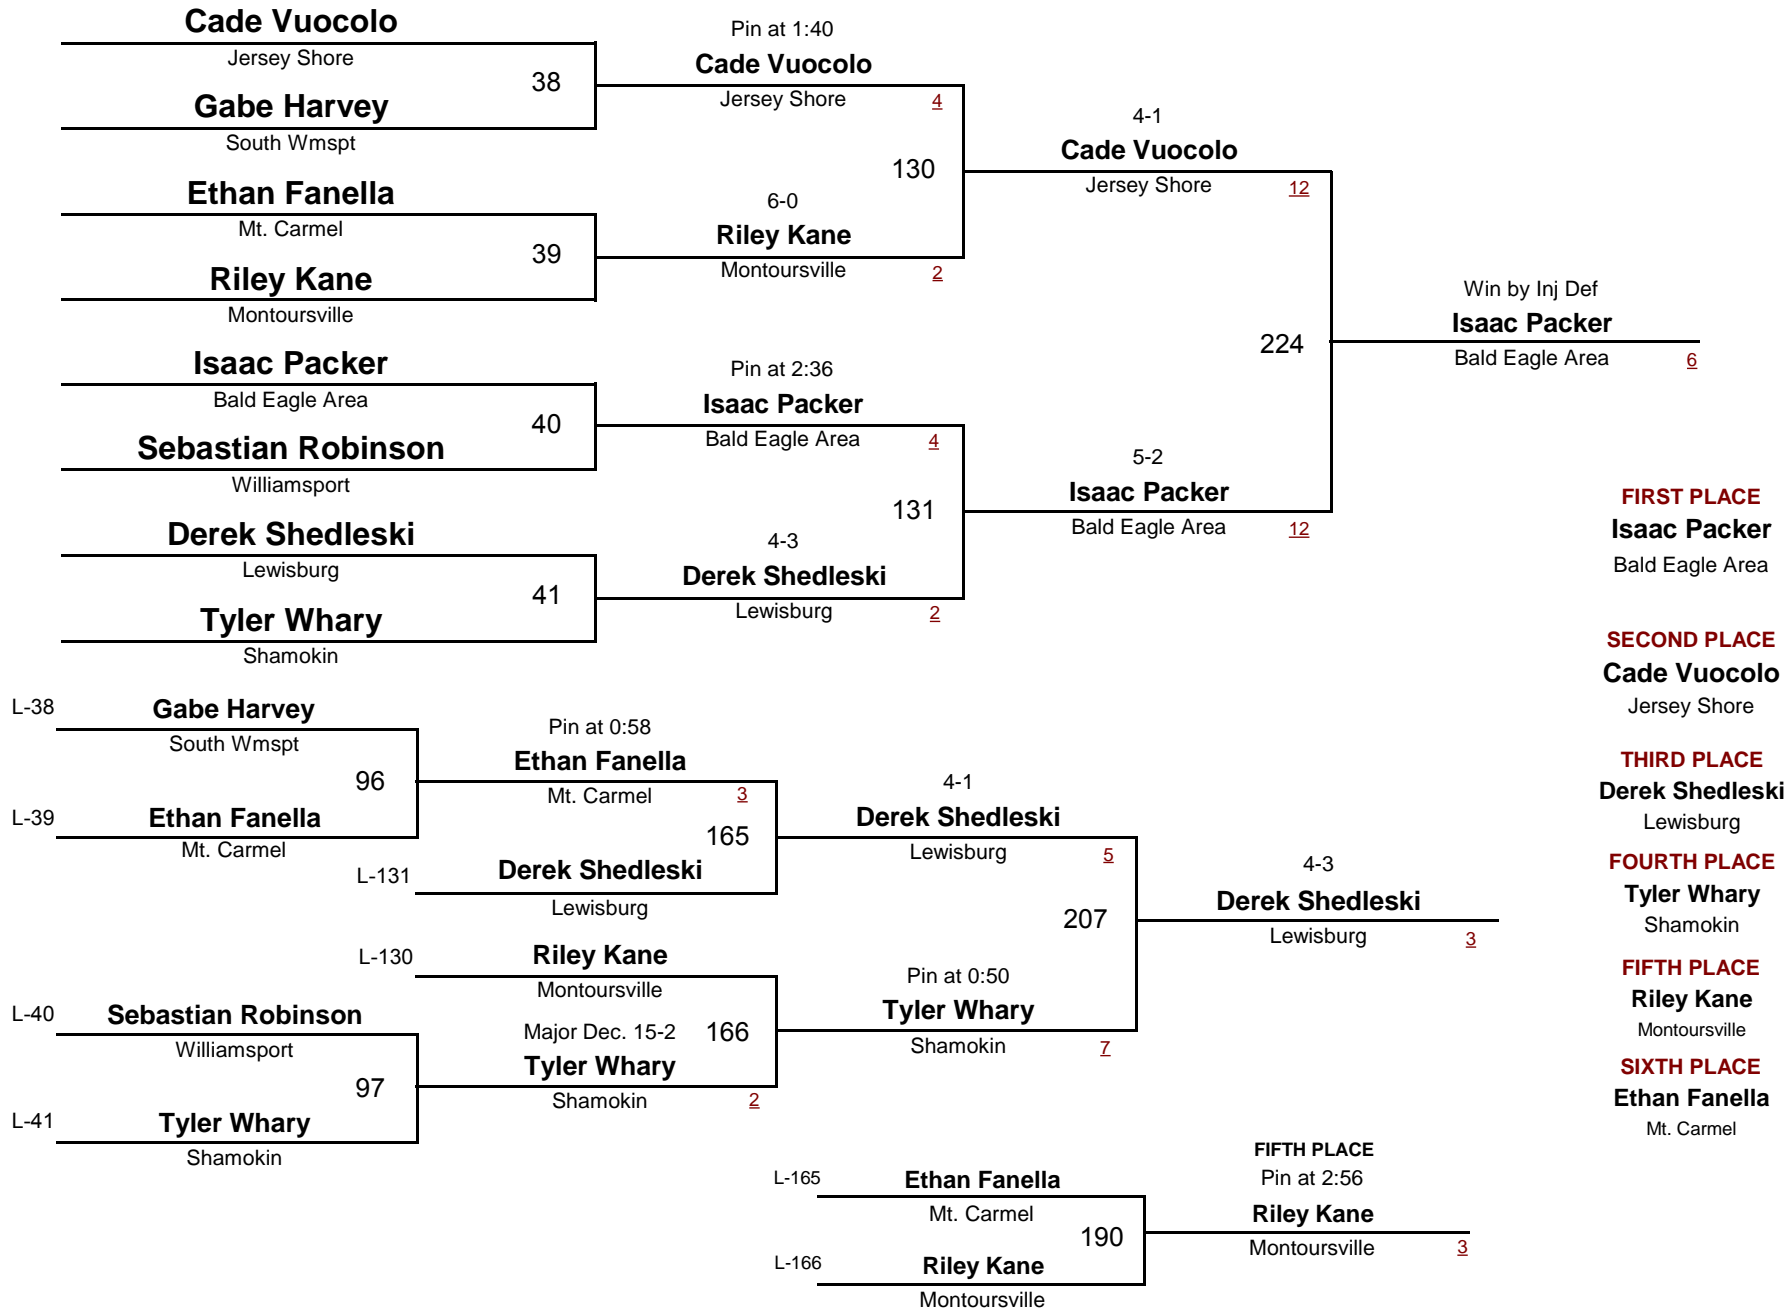 Cade Vuocolo
Jersey Shore
38
Gabe Harvey
South Wmspt
Ethan Fanella
Mt. Carmel
39
Riley Kane
Montoursville
Isaac Packer
Bald Eagle Area
40
Sebastian Robinson
Williamsport
Derek Shedleski
Lewisburg
41
Tyler Whary
Shamokin
Pin at 1:40
Cade Vuocolo
Jersey Shore 4
130
6-0
Riley Kane
Montoursville 2
Pin at 2:36
Isaac Packer
Bald Eagle Area 4
131
4-3
Derek Shedleski
Lewisburg 2
4-1
Cade Vuocolo
Jersey Shore 12
224
5-2
Isaac Packer
Bald Eagle Area 12
Win by Inj Def
Isaac Packer
Bald Eagle Area 6
L-38 Gabe Harvey
South Wmspt
96
L-39 Ethan Fanella
Mt. Carmel
Pin at 0:58
Ethan Fanella
Mt. Carmel 3
165
L-131 Derek Shedleski
Lewisburg
L-130 Riley Kane
Montoursville
Major Dec. 15-2 166
Tyler Whary
Shamokin 2
L-40 Sebastian Robinson
Williamsport
97
L-41 Tyler Whary
Shamokin
4-1
Derek Shedleski
Lewisburg 5
207
Pin at 0:50
Tyler Whary
Shamokin 7
4-3
Derek Shedleski
Lewisburg 3
L-165 Ethan Fanella
Mt. Carmel
190
L-166 Riley Kane
Montoursville
FIFTH PLACE
Pin at 2:56
Riley Kane
Montoursville 3
FIRST PLACE
Isaac Packer
Bald Eagle Area
SECOND PLACE
Cade Vuocolo
Jersey Shore
THIRD PLACE
Derek Shedleski
Lewisburg
FOURTH PLACE
Tyler Whary
Shamokin
FIFTH PLACE
Riley Kane
Montoursville
SIXTH PLACE
Ethan Fanella
Mt. Carmel